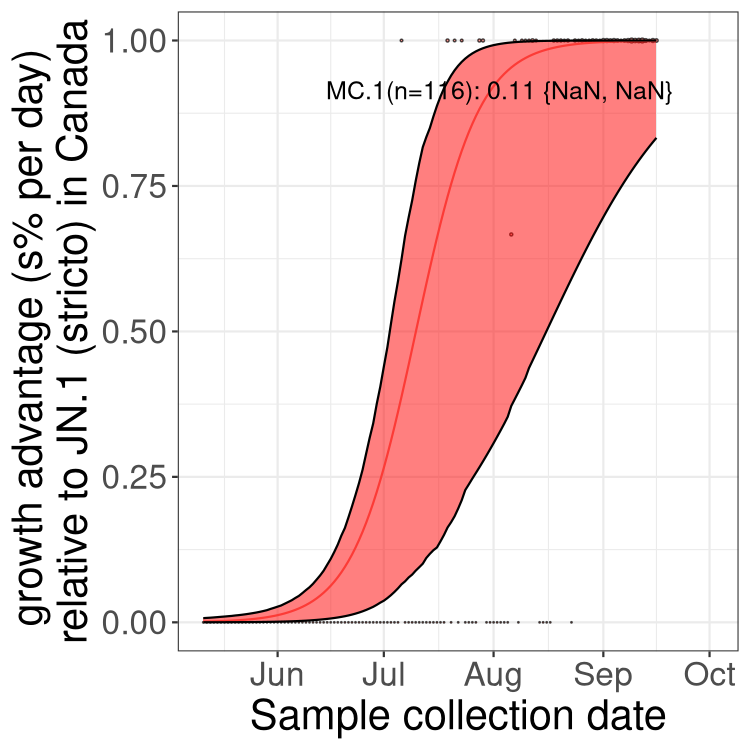 growth advantage (s% per day)
relative to JN.1 (stricto) in Canada
1.00
0.75
0.50
0.25
0.00
MC.1(n=116): 0.11 {NaN, NaN}
Jun Jul Aug Sep Oct
Sample collection date